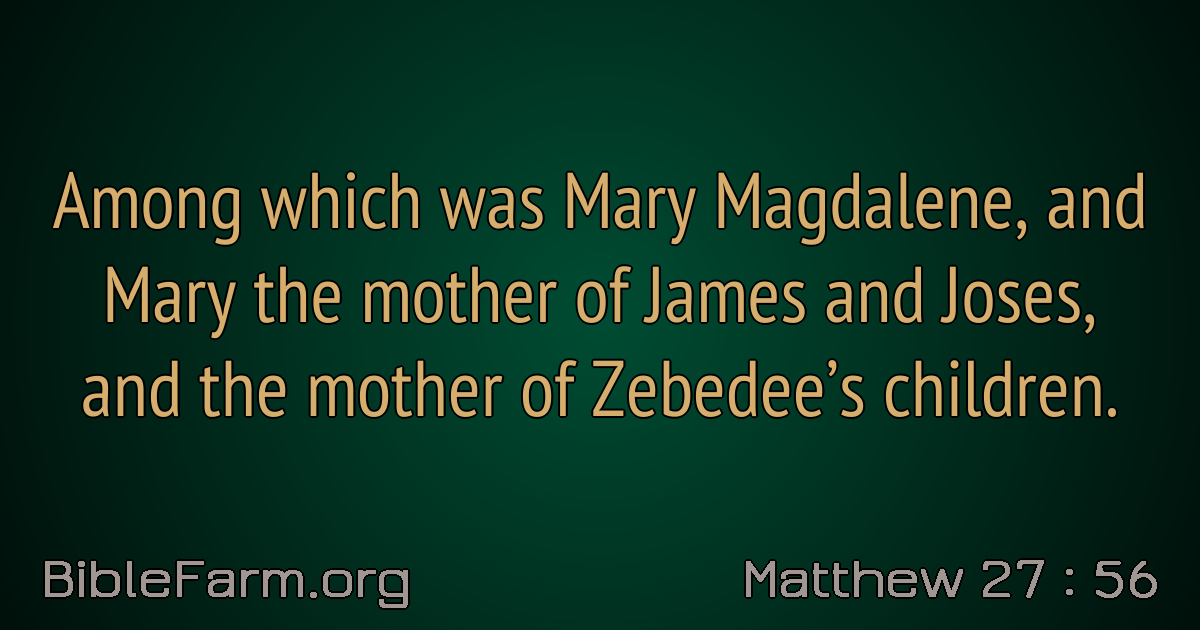 Among which was Mary Magdalene, and
Mary the mother of James and Joses,
and the mother of Zebedee’s children.
BibleFarm.org
Matthew 27 : 56